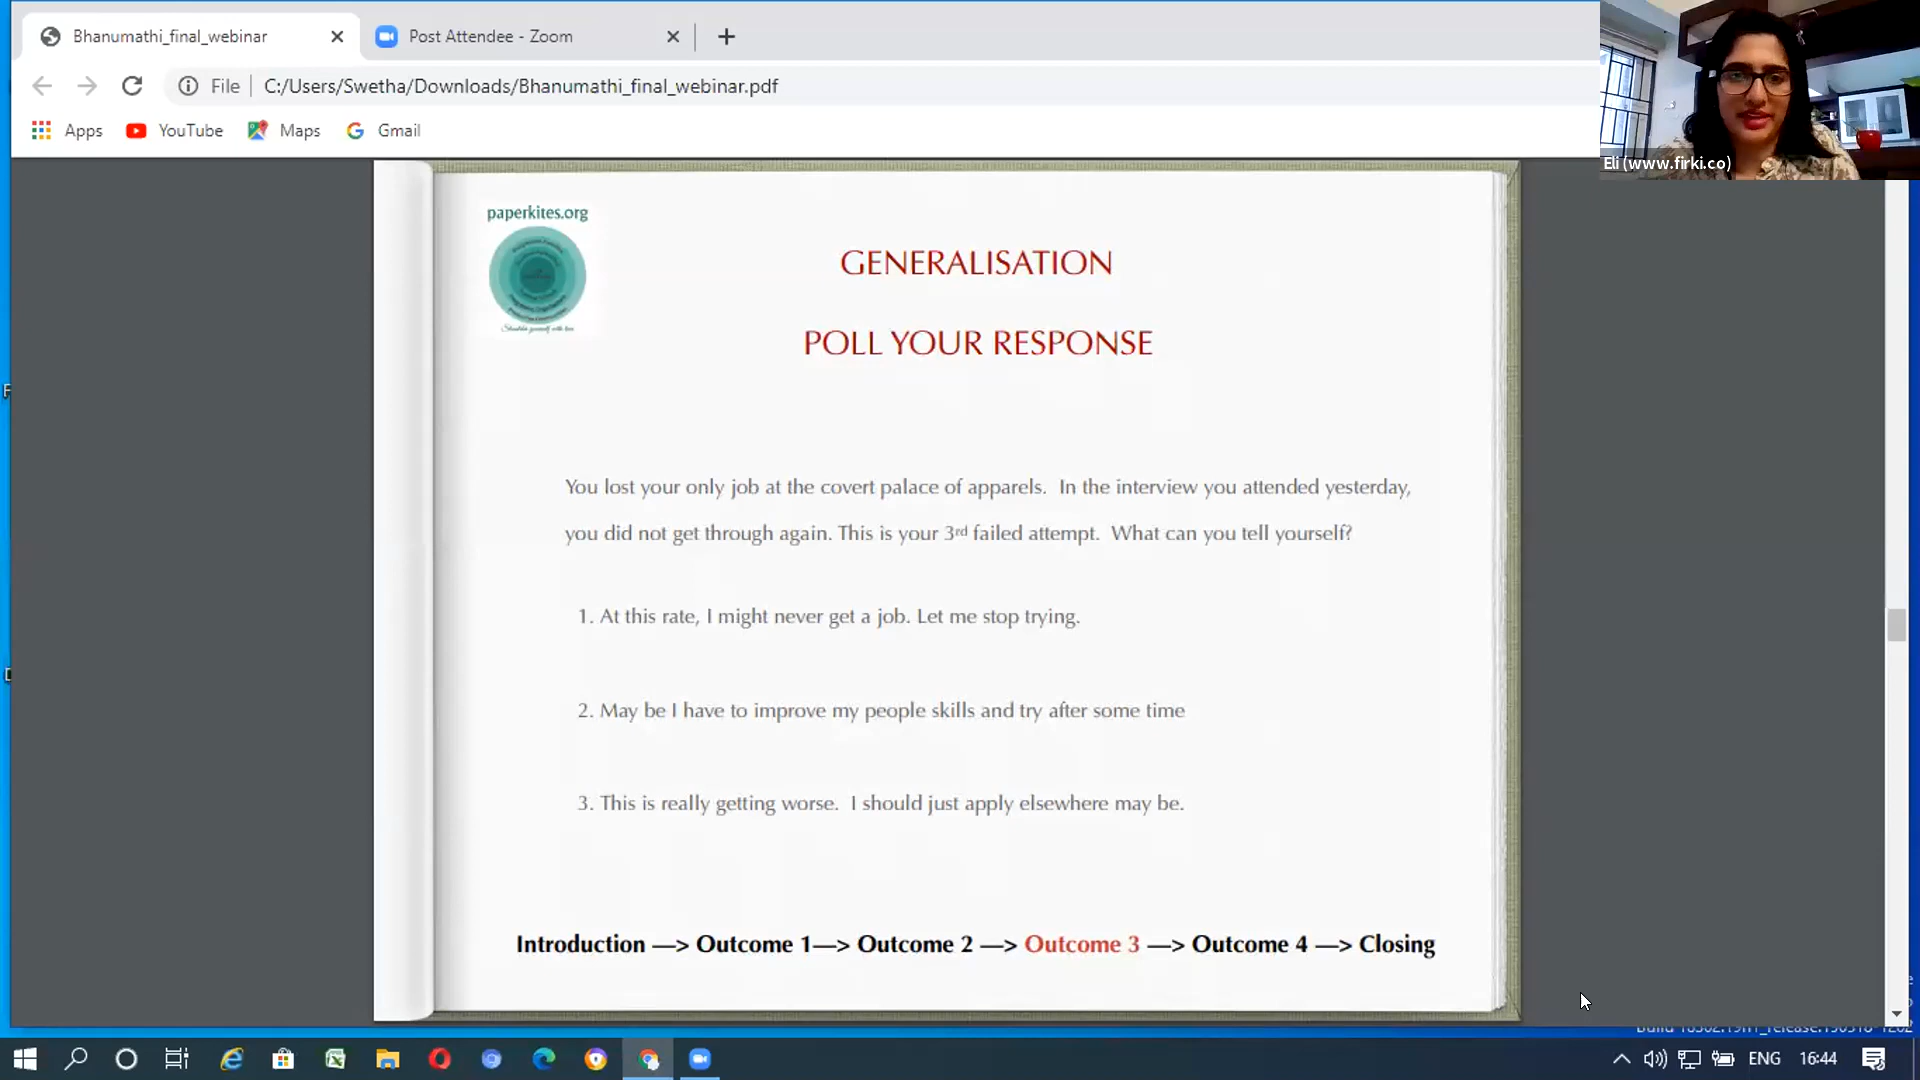 Bhanumathi_final_webinar
Post Attendee - Zoom
File
C:/Users/Swetha/Downloads/Bhanumathi_final_webinar.pdf
Apps
YouTube
Maps
Gmail
Eli (www.firki.co)
paperkites.org
GENERALISATION
POLL YOUR RESPONSE
You lost your only job at the covert palace of apparels. In the interview you attended yesterday,
you did not get through again. This is your 3rd failed attempt. What can you tell yourself?
1. At this rate, I might never get a job. Let me stop trying.
2. May be I have to improve my people skills and try after some time
3. This is really getting worse. I should just apply elsewhere may be.
Introduction —> Outcome 1—> Outcome 2 —> Outcome 3 —> Outcome 4 —> Closing
ENG
16:44